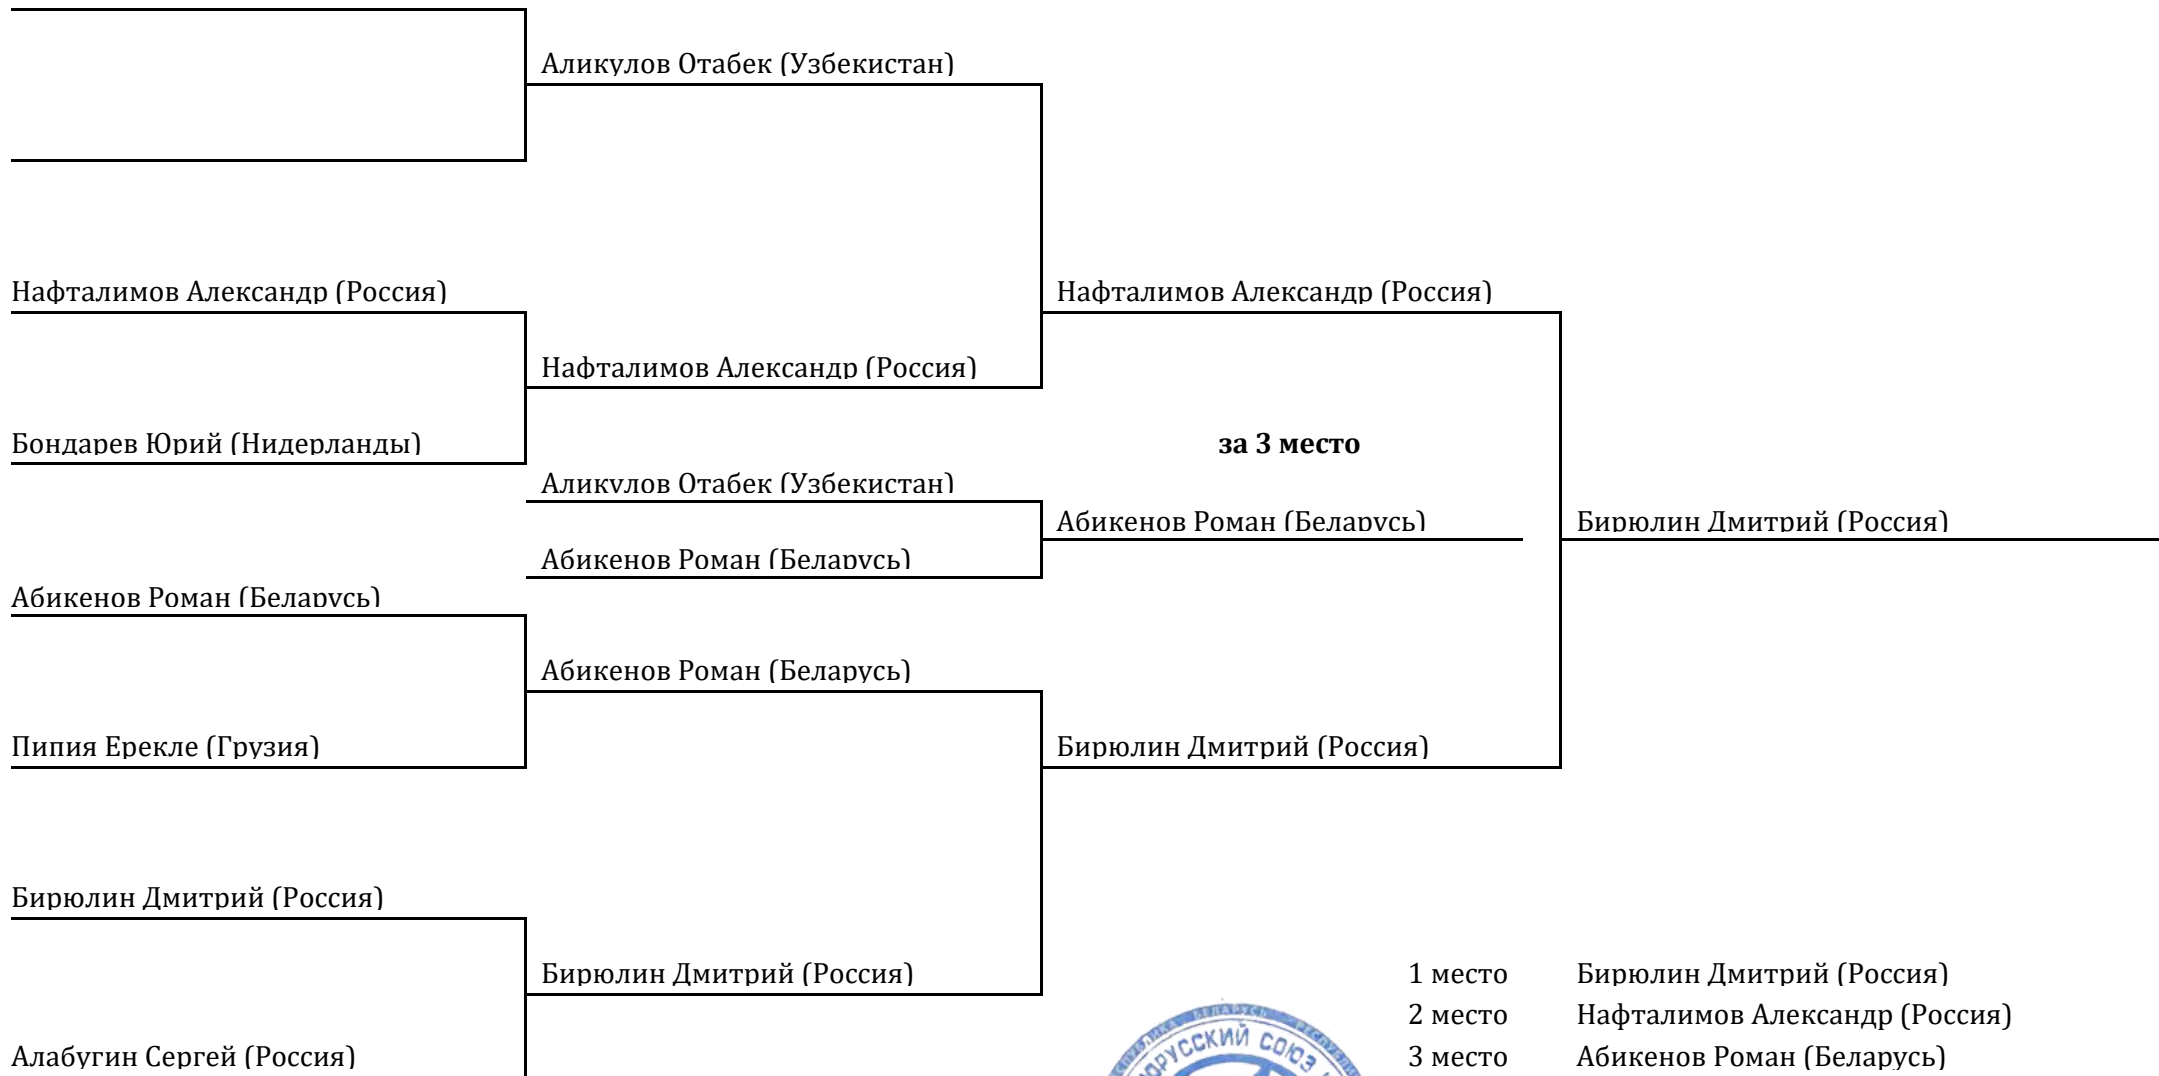 Аликулов Отабек (Узбекистан)
Нафталимов Александр (Россия)
Нафталимов Александр (Россия)
Нафталимов Александр (Россия)
Бондарев Юрий (Нидерланды)
за 3 место
Аликулов Отабек (Узбекистан)
Абикенов Роман (Беларусь)
Бирюлин Дмитрий (Россия)
Абикенов Роман (Беларусь)
Абикенов Роман (Беларусь)
Абикенов Роман (Беларусь)
Пипия Ерекле (Грузия)
Бирюлин Дмитрий (Россия)
Бирюлин Дмитрий (Россия)
Бирюлин Дмитрий (Россия)
1 место Бирюлин Дмитрий (Россия)
2 место Нафталимов Александр (Россия)
Алабугин Сергей (Россия)
3 место Абикенов Роман (Беларусь)
БЕЛАРУСЬ
СОЮЗ